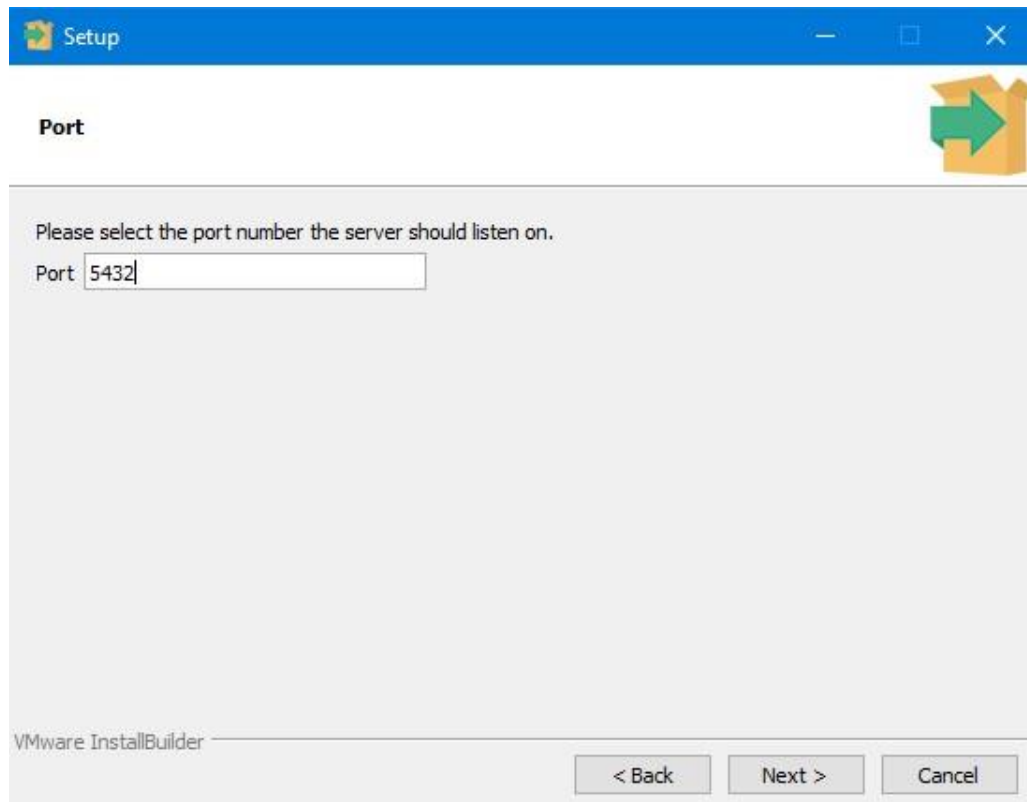 Setup
Port
Please select the port number the server should listen on.
Port 5432
VMware InstallBuilder
< Back Next > Cancel